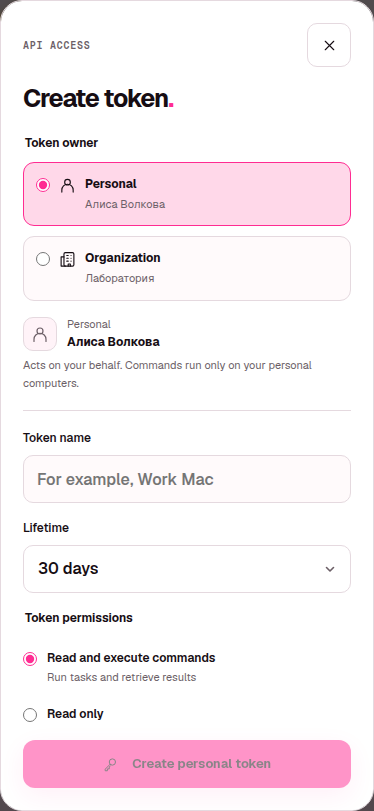 API ACCESS
Create token.
Token owner
Personal
Алиса Волкова
Organization
Лаборатория
Personal
Алиса Волкова
Acts on your behalf. Commands run only on your personal
computers.
Token name
For example, Work Mac
Lifetime
30 days
Token permissions
Read and execute commands
Run tasks and retrieve results
Read only
Create personal token